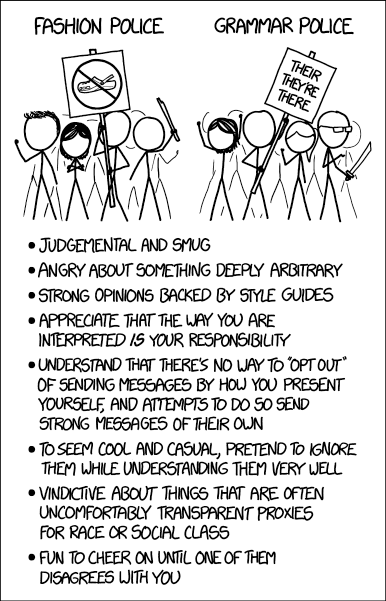 FASHION POLICE
GRAMMAR POLICE
THEIR
THEY'RE
THERE
• JUDGEMENTAL AND SMUG
• ANGRY ABOUT SOMETHING DEEPLY ARBITRARY
• STRONG OPINIONS BACKED BY STYLE GUIDES
• APPRECIATE THAT THE WAY YOU ARE
INTERPRETED IS YOUR RESPONSIBILITY
• UNDERSTAND THAT THERE'S NO WAY TO "OPT OUT"
OF SENDING MESSAGES BY HOW YOU PRESENT
YOURSELF, AND ATTEMPTS TO DO SO SEND
STRONG MESSAGES OF THEIR OWN
• TO SEEM COOL AND CASUAL, PRETEND TO IGNORE
THEM WHILE UNDERSTANDING THEM VERY WELL
• VINDICTIVE ABOUT THINGS THAT ARE OFTEN
UNCOMFORTABLY TRANSPARENT PROXIES
FOR RACE OR SOCIAL CLASS
• FUN TO CHEER ON UNTIL ONE OF THEM
DISAGREES WITH YOU